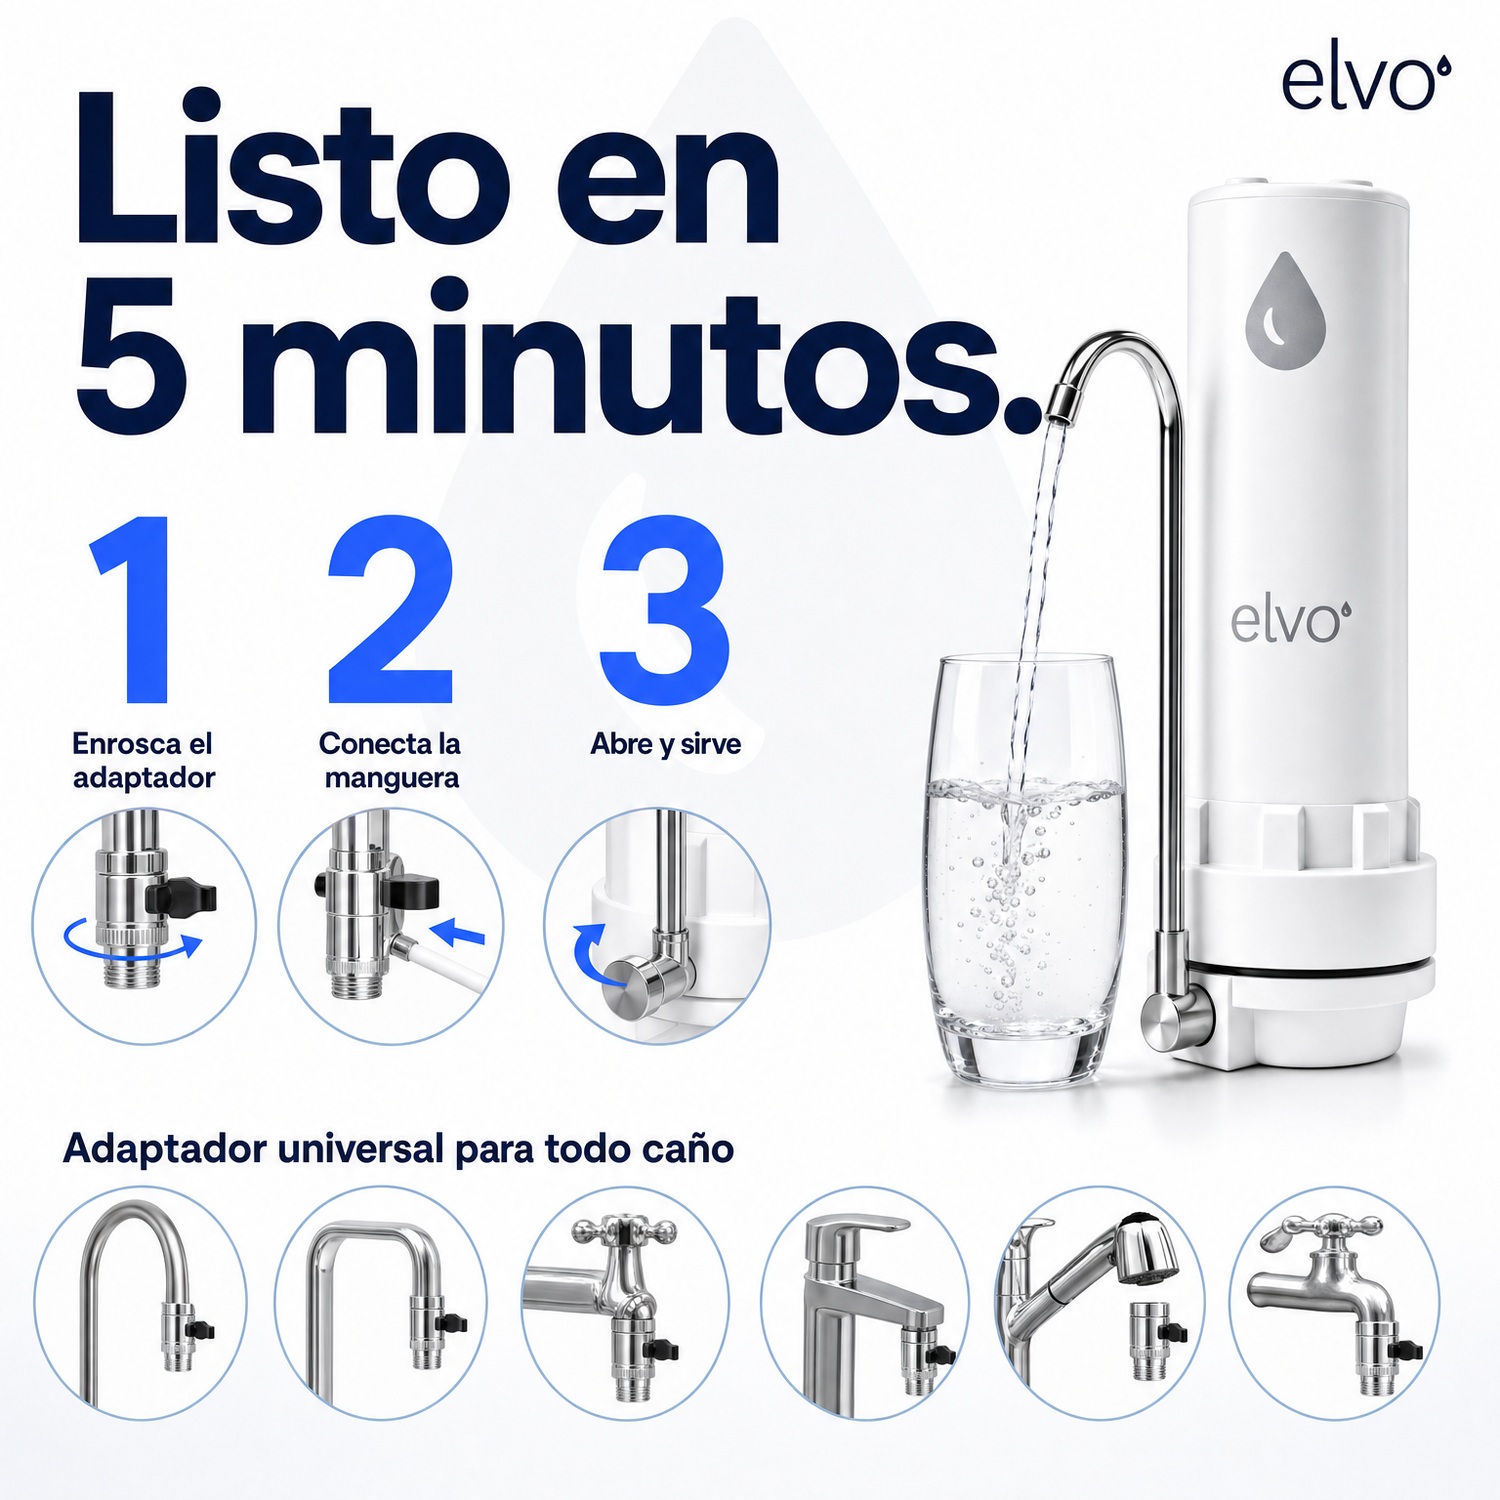 elvo
Listo en
5 minutos.
1
2
3
Enrosca el
adaptador
Conecta la
manguera
Abre y sirve
elvo
Adaptador universal para todo caño